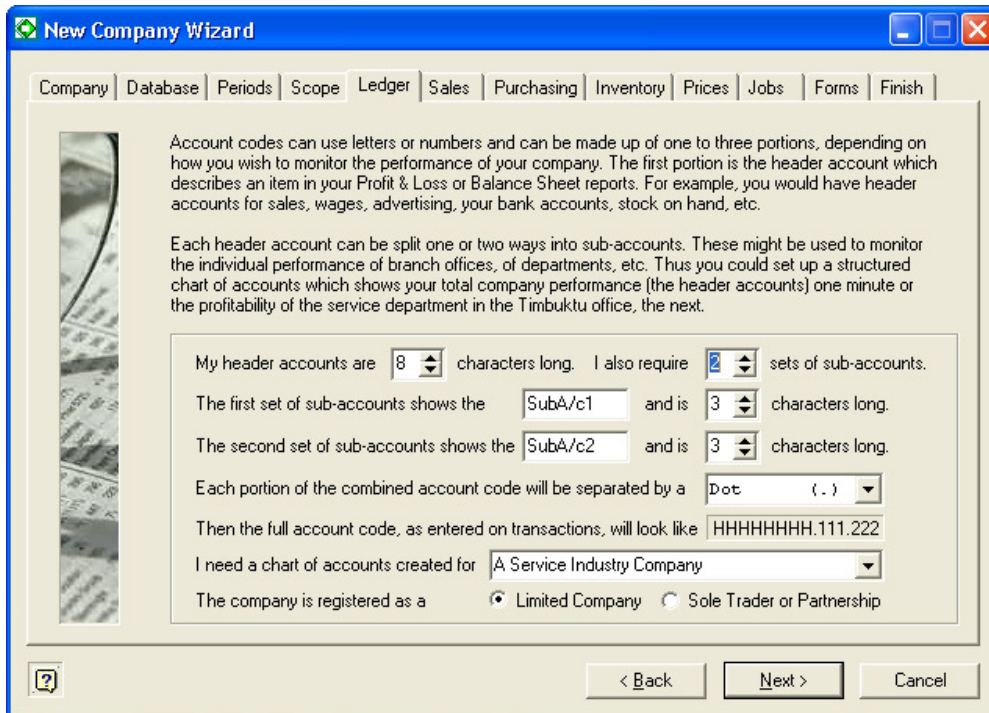 New Company Wizard
Company Database Periods Scope Ledger Sales Purchasing Inventory Prices Jobs Forms Finish
Account codes can use letters or numbers and can be made up of one to three portions, depending on
how you wish to monitor the performance of your company. The first portion is the header account which
describes an item in your Profit & Loss or Balance Sheet reports. For example, you would have header
accounts for sales, wages, advertising, your bank accounts, stock on hand, etc.
Each header account can be split one or two ways into sub-accounts. These might be used to monitor
the individual performance of branch offices, of departments, etc. Thus you could set up a structured
chart of accounts which shows your total company performance (the header accounts) one minute or
the profitability of the service department in the Timbuktu office, the next.
My header accounts are 8 characters long. I also require 2 sets of sub-accounts.
The first set of sub-accounts shows the SubA/c1 and is 3 characters long.
The second set of sub-accounts shows the SubA/c2 and is 3 characters long.
Each portion of the combined account code will be separated by a Dot (.)
Then the full account code, as entered on transactions, will look like HHHHHHHH.111.222
I need a chart of accounts created for A Service Industry Company
The company is registered as a Limited Company Sole Trader or Partnership
? < Back Next > Cancel